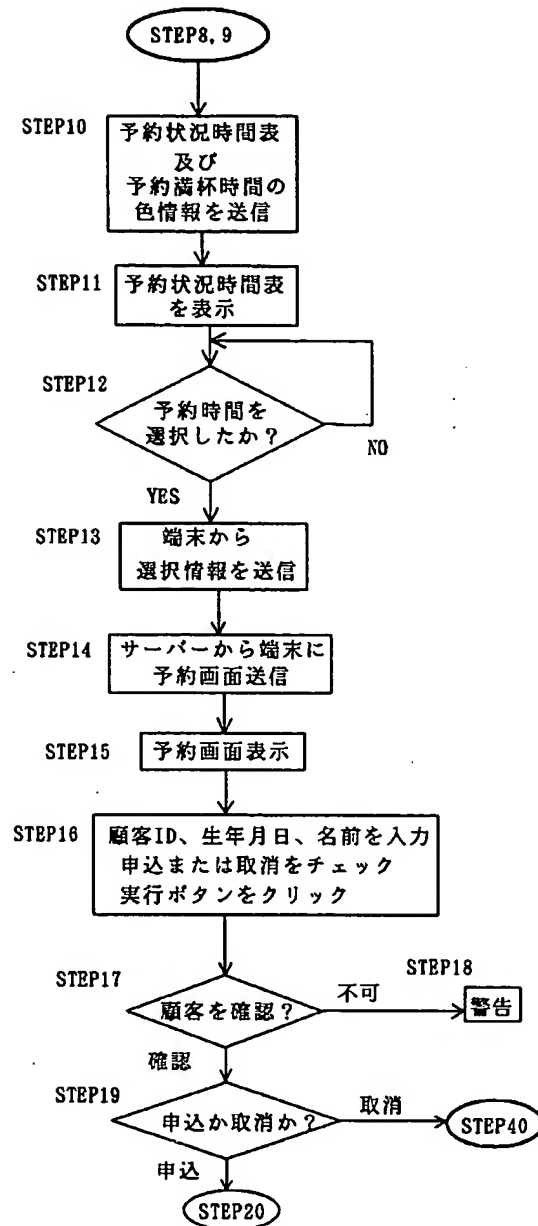 STEP8, 9
STEP10
予約状況時間表
及び
予約満杯時間の
色情報を送信
STEP11
予約状況時間表
を表示
STEP12
予約時間を
選択したか？
NO
YES
STEP13
端末から
選択情報を送信
STEP14
サーバーから端末に
予約画面送信
STEP15
予約画面表示
STEP16
顧客ID、生年月日、名前を入力
申込または取消をチェック
実行ボタンをクリック
STEP17
顧客を確認？
不可
STEP18
警告
確認
STEP19
申込か取消か？
取消
STEP40
申込
STEP20